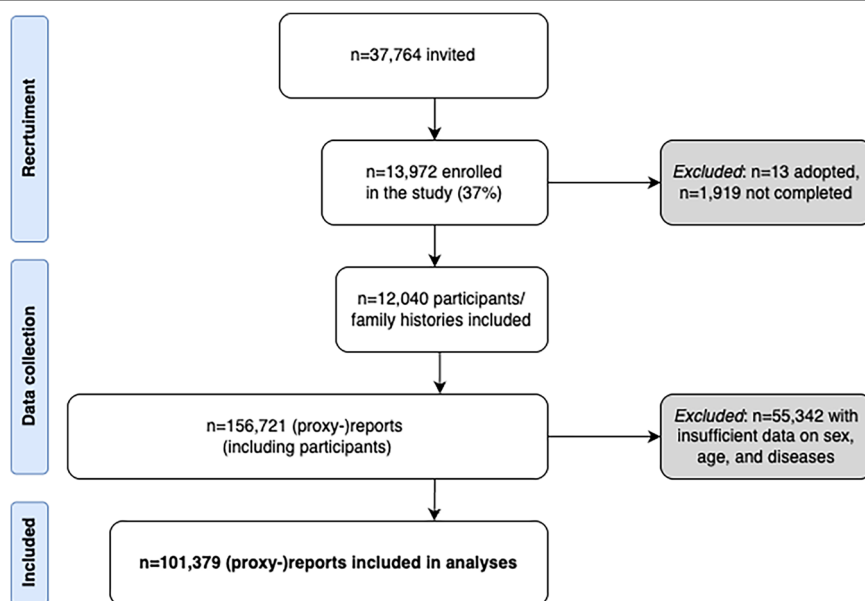 Recrtuiment
n=37,764 invited
n=13,972 enrolled
in the study (37%)
Excluded: n=13 adopted,
n=1,919 not completed
Data collection
n=12,040 participants/
family histories included
n=156,721 (proxy-)reports
(including participants)
Excluded: n=55,342 with
insufficient data on sex,
age, and diseases
Included
n=101,379 (proxy-)reports included in analyses